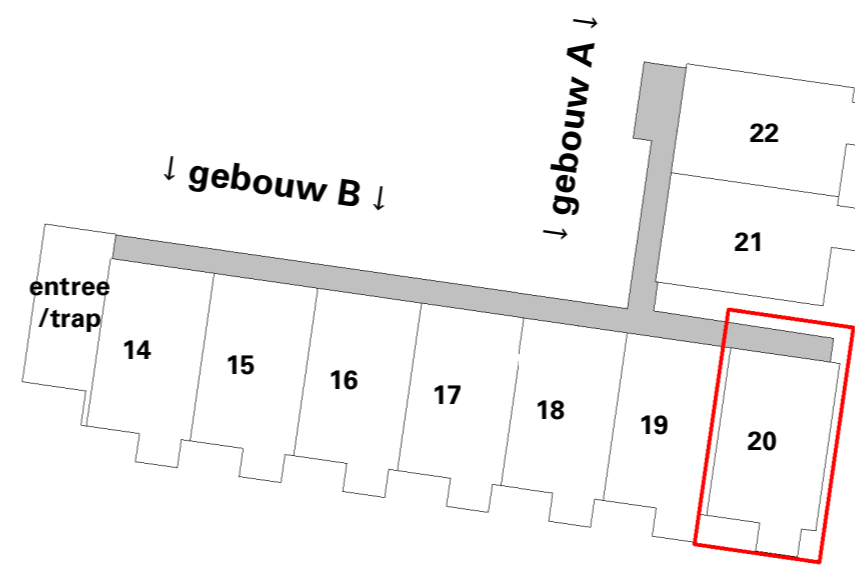 → gebouw A →
22
↓ gebouw B ↓
21
entree
/trap
14
15
16
17
18
19
20